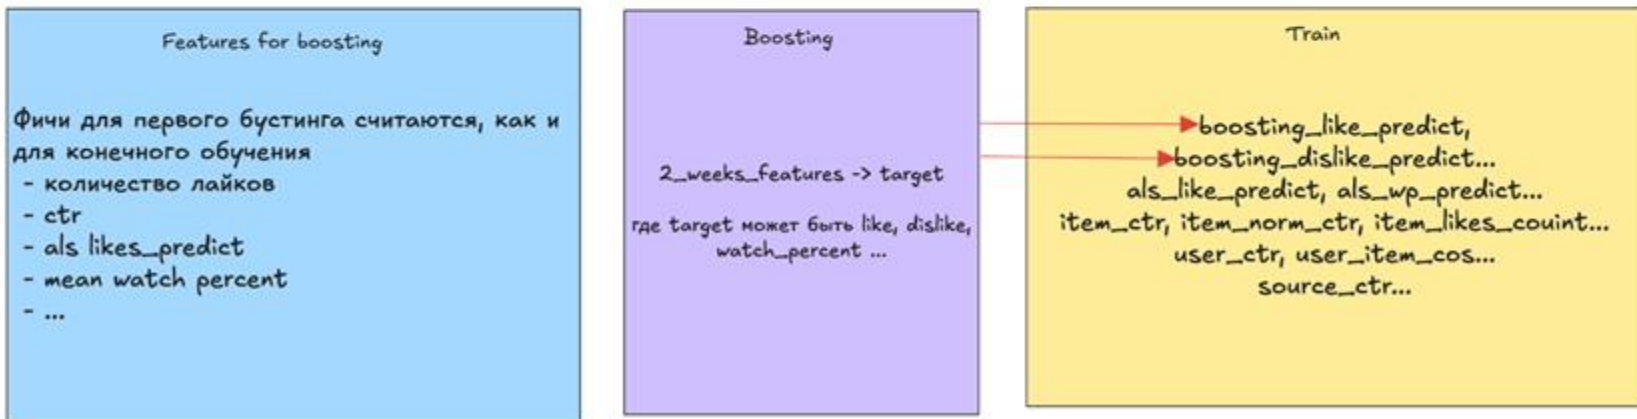 Features for boosting
Фичи для первого бустинга считаются, как и
для конечного обучения
- количество лайков
- ctr
- als likes_predict
- mean watch percent
- ...
Boosting
2_weeks_features -> target
где target может быть like, dislike,
watch_percent ...
Train
boosting_like_predict,
boosting_dislike_predict...
als_like_predict, als_wp_predict...
item_ctr, item_norm_ctr, item_likes_couint...
user_ctr, user_item_cos...
source_ctr...